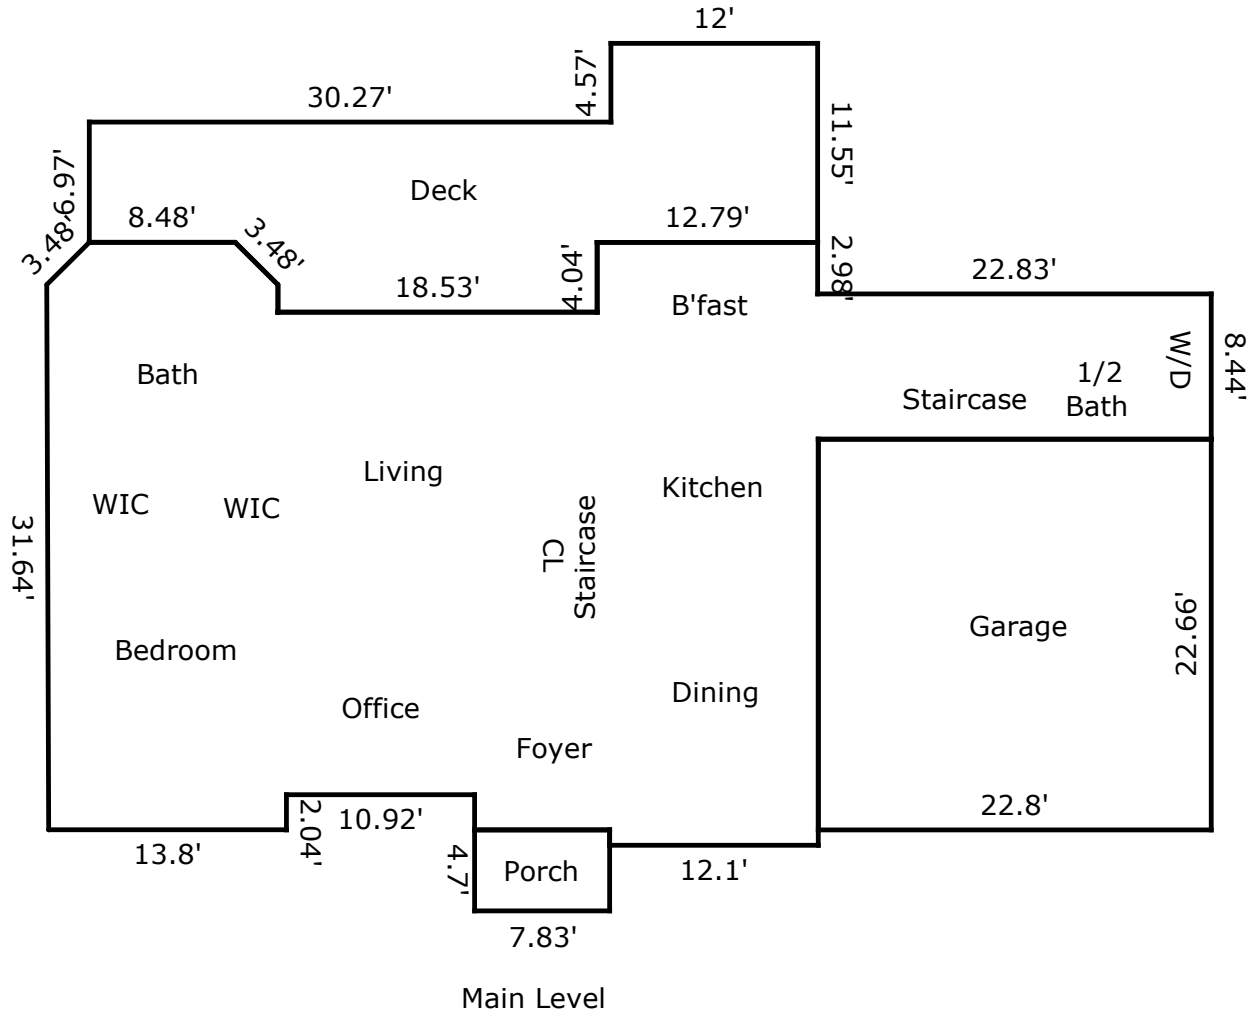 12'
4.57'
30.27'
11.55'
6.97'
Deck
8.48'
3.48'
3.48'
12.79'
2.98'
22.83'
4.04'
18.53'
B'fast
W/D
8.44'
Bath
1/2
Bath
Staircase
Living
Kitchen
WIC
WIC
CL
Staircase
31.64'
Garage
22.66'
Bedroom
Dining
Office
Foyer
22.8'
2.04'
10.92'
13.8'
4.7'
Porch
12.1'
7.83'
Main Level